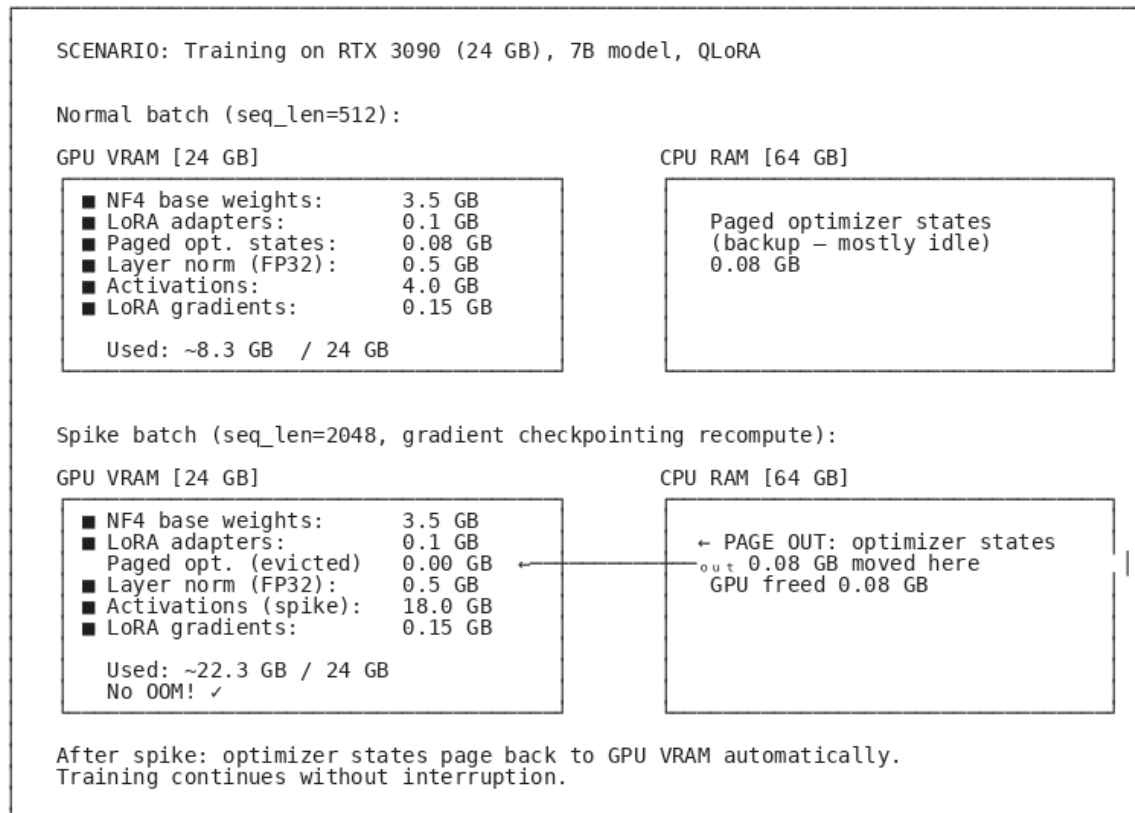 SCENARIO: Training on RTX 3090 (24 GB), 7B model, QLoRA
Normal batch (seq_len=512):
GPU VRAM [24 GB] CPU RAM [64 GB]
■ NF4 base weights: 3.5 GB
■ LoRA adapters: 0.1 GB Paged optimizer states
■ Paged opt. states: 0.08 GB (backup — mostly idle)
■ Layer norm (FP32): 0.5 GB 0.08 GB
■ Activations: 4.0 GB
■ LoRA gradients: 0.15 GB
Used: ~8.3 GB / 24 GB
Spike batch (seq_len=2048, gradient checkpointing recompute):
GPU VRAM [24 GB] CPU RAM [64 GB]
■ NF4 base weights: 3.5 GB
■ LoRA adapters: 0.1 GB ← PAGE OUT: optimizer states
Paged opt. (evicted) 0.00 GB ←─────────────₀ᵤₜ 0.08 GB moved here
■ Layer norm (FP32): 0.5 GB GPU freed 0.08 GB
■ Activations (spike): 18.0 GB
■ LoRA gradients: 0.15 GB
Used: ~22.3 GB / 24 GB
No OOM! ✓
After spike: optimizer states page back to GPU VRAM automatically.
Training continues without interruption.